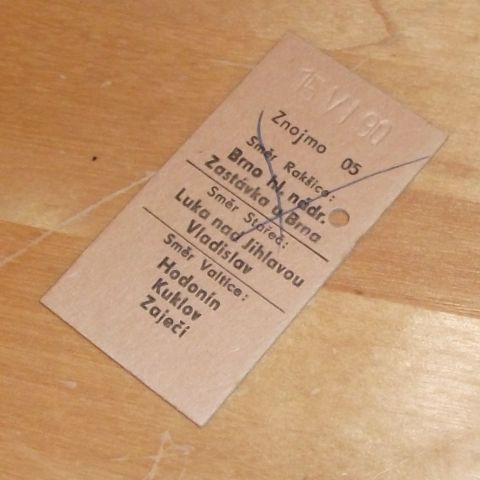 15 VI 90
Znojmo 05
Směr Rakšice:
Brno hl. nádr.
Zastávka u Brna
Směr Stařeč:
Luka nad Jihlavou
Vladislav
Směr Valtice:
Hodonín
Kuklov
Zaječí